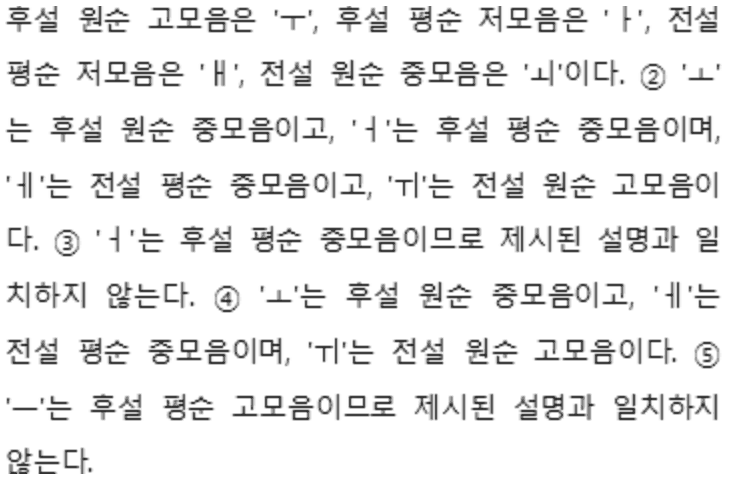 후설 원순 고모음은 'ㅜ', 후설 평순 저모음은 'ㅏ', 전설
평순 저모음은 'ㅐ', 전설 원순 중모음은 'ㅚ'이다. ② 'ㅗ'
는 후설 원순 중모음이고, 'ㅓ'는 후설 평순 중모음이며,
'ㅔ'는 전설 평순 중모음이고, 'ㅟ'는 전설 원순 고모음이
다. ③ 'ㅓ'는 후설 평순 중모음이므로 제시된 설명과 일
치하지 않는다. ④ 'ㅗ'는 후설 원순 중모음이고, 'ㅔ'는
전설 평순 중모음이며, 'ㅟ'는 전설 원순 고모음이다. ⑤
'ㅡ'는 후설 평순 고모음이므로 제시된 설명과 일치하지
않는다.